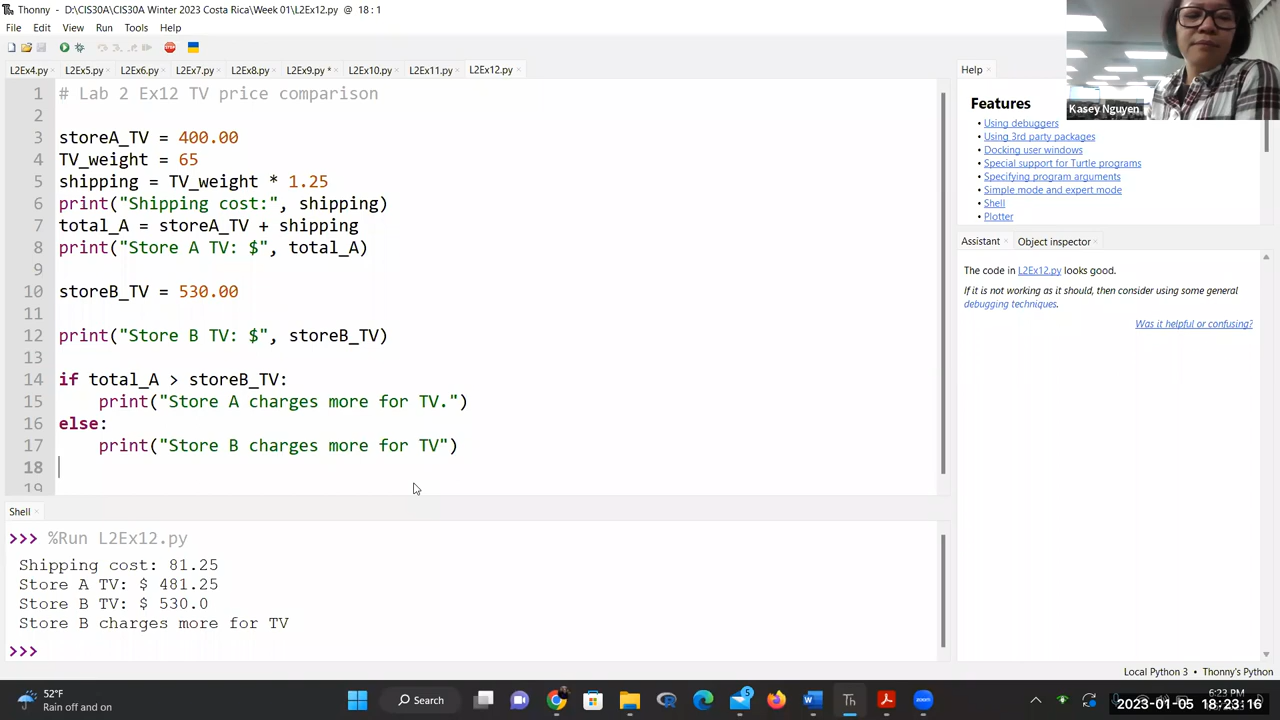 Thonny - D:\CIS30A\CIS30A Winter 2023 Costa Rica\Week 01\L2Ex12.py @ 18 : 1
File Edit View Run Tools Help
L2Ex4.py L2Ex5.py L2Ex6.py L2Ex7.py L2Ex8.py L2Ex9.py * L2Ex10.py L2Ex11.py L2Ex12.py
1 # Lab 2 Ex12 TV price comparison
2
3 storeA_TV = 400.00
4 TV_weight = 65
5 shipping = TV_weight * 1.25
6 print("Shipping cost:", shipping)
7 total_A = storeA_TV + shipping
8 print("Store A TV: $", total_A)
9
10 storeB_TV = 530.00
11
12 print("Store B TV: $", storeB_TV)
13
14 if total_A > storeB_TV:
15     print("Store A charges more for TV.")
16 else:
17     print("Store B charges more for TV")
18
19
Shell
>>> %Run L2Ex12.py
Shipping cost: 81.25
Store A TV: $ 481.25
Store B TV: $ 530.0
Store B charges more for TV
>>>
Help
Features
• Using debuggers
• Using 3rd party packages
• Docking user windows
• Special support for Turtle programs
• Specifying program arguments
• Simple mode and expert mode
• Shell
• Plotter
Kasey Nguyen
Assistant Object inspector
The code in L2Ex12.py looks good.
If it is not working as it should, then consider using some general
debugging techniques.
Was it helpful or confusing?
Local Python 3 • Thonny's Python
52°F
Rain off and on
Search
5
6:23 PM
2023-01-05 18:23:16